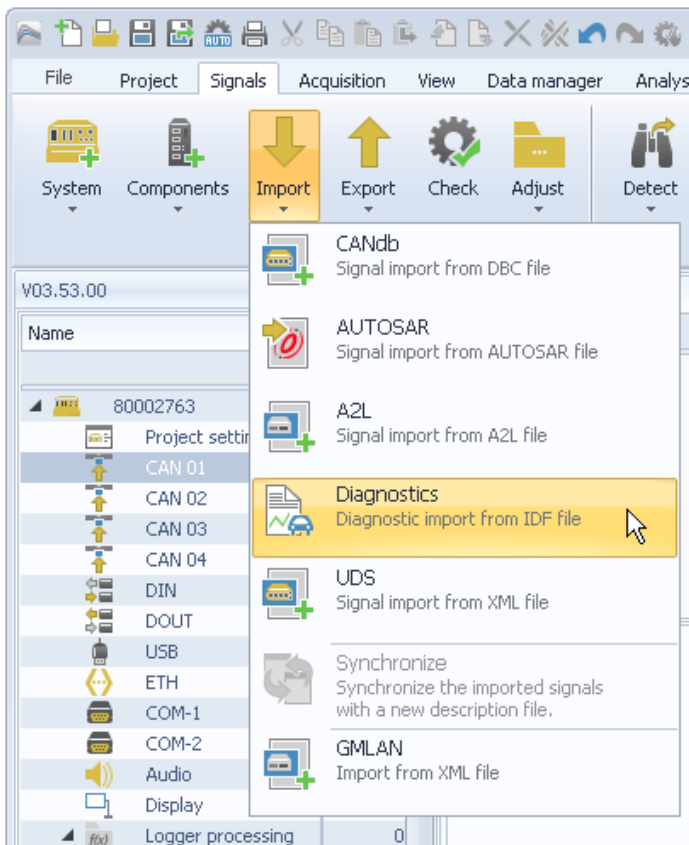 AUTO
File Project Signals Acquisition View Data manager Analys
System Components Import Export Check Adjust Detect
CANdb
Signal import from DBC file
V03.53.00
Name
AUTOSAR
Signal import from AUTOSAR file
80002763
A2L
Project settin
Signal import from A2L file
CAN 01
CAN 02
Diagnostics
Diagnostic import from IDF file
CAN 03
CAN 04
UDS
DIN
Signal import from XML file
DOUT
USB
Synchronize
ETH
Synchronize the imported signals
with a new description file.
COM-1
COM-2
GMLAN
Audio
Import from XML file
Display
f(x) Logger processing 0